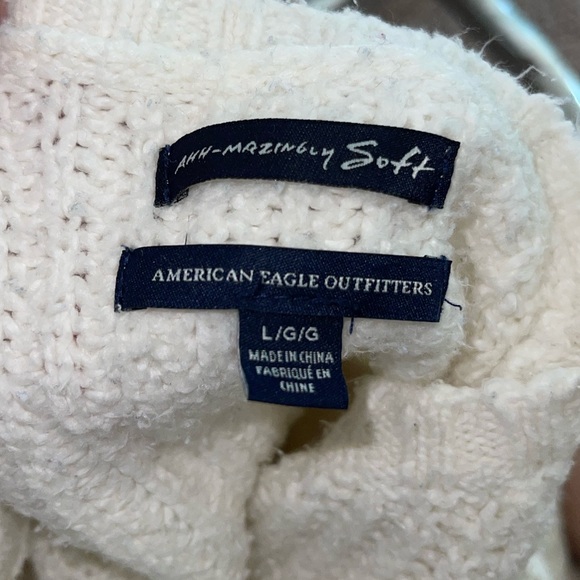 AHH-MAZINGLY Soft
AMERICAN EAGLE OUTFITTERS
L/G/G
MADE IN CHINA
FABRIQUÉ EN
CHINE